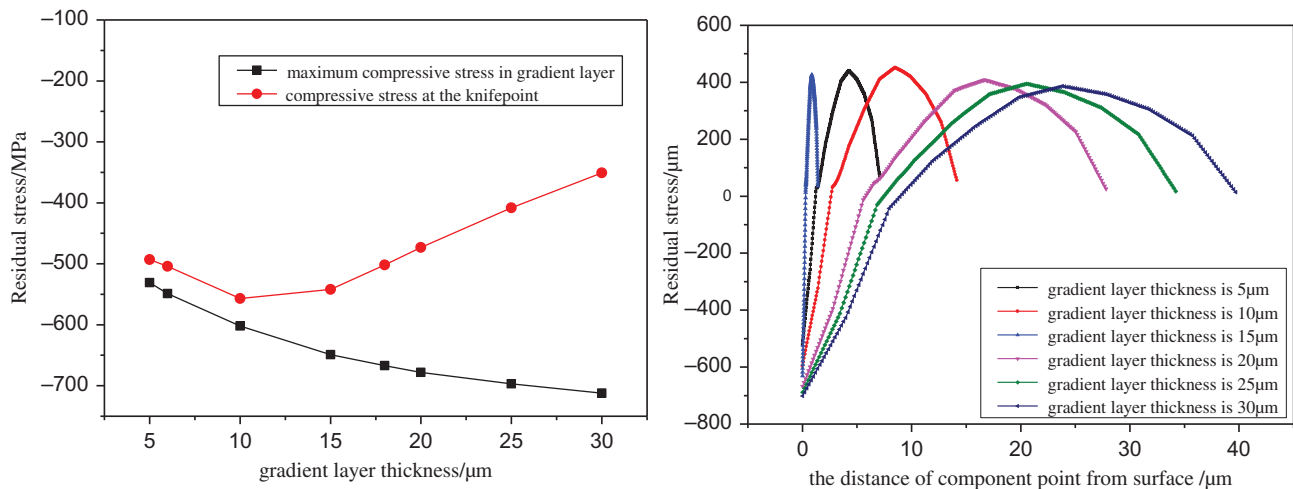 –100
–200
–300
–400
–500
–600
–700
Residual stress/MPa
maximum compressive stress in gradient layer
compressive stress at the knifepoint
5
10
15
20
25
30
gradient layer thickness/μm
600
400
200
0
–200
–400
–600
–800
Residual stress/μm
gradient layer thickness is 5μm
gradient layer thickness is 10μm
gradient layer thickness is 15μm
gradient layer thickness is 20μm
gradient layer thickness is 25μm
gradient layer thickness is 30μm
0
10
20
30
40
the distance of component point from surface /μm